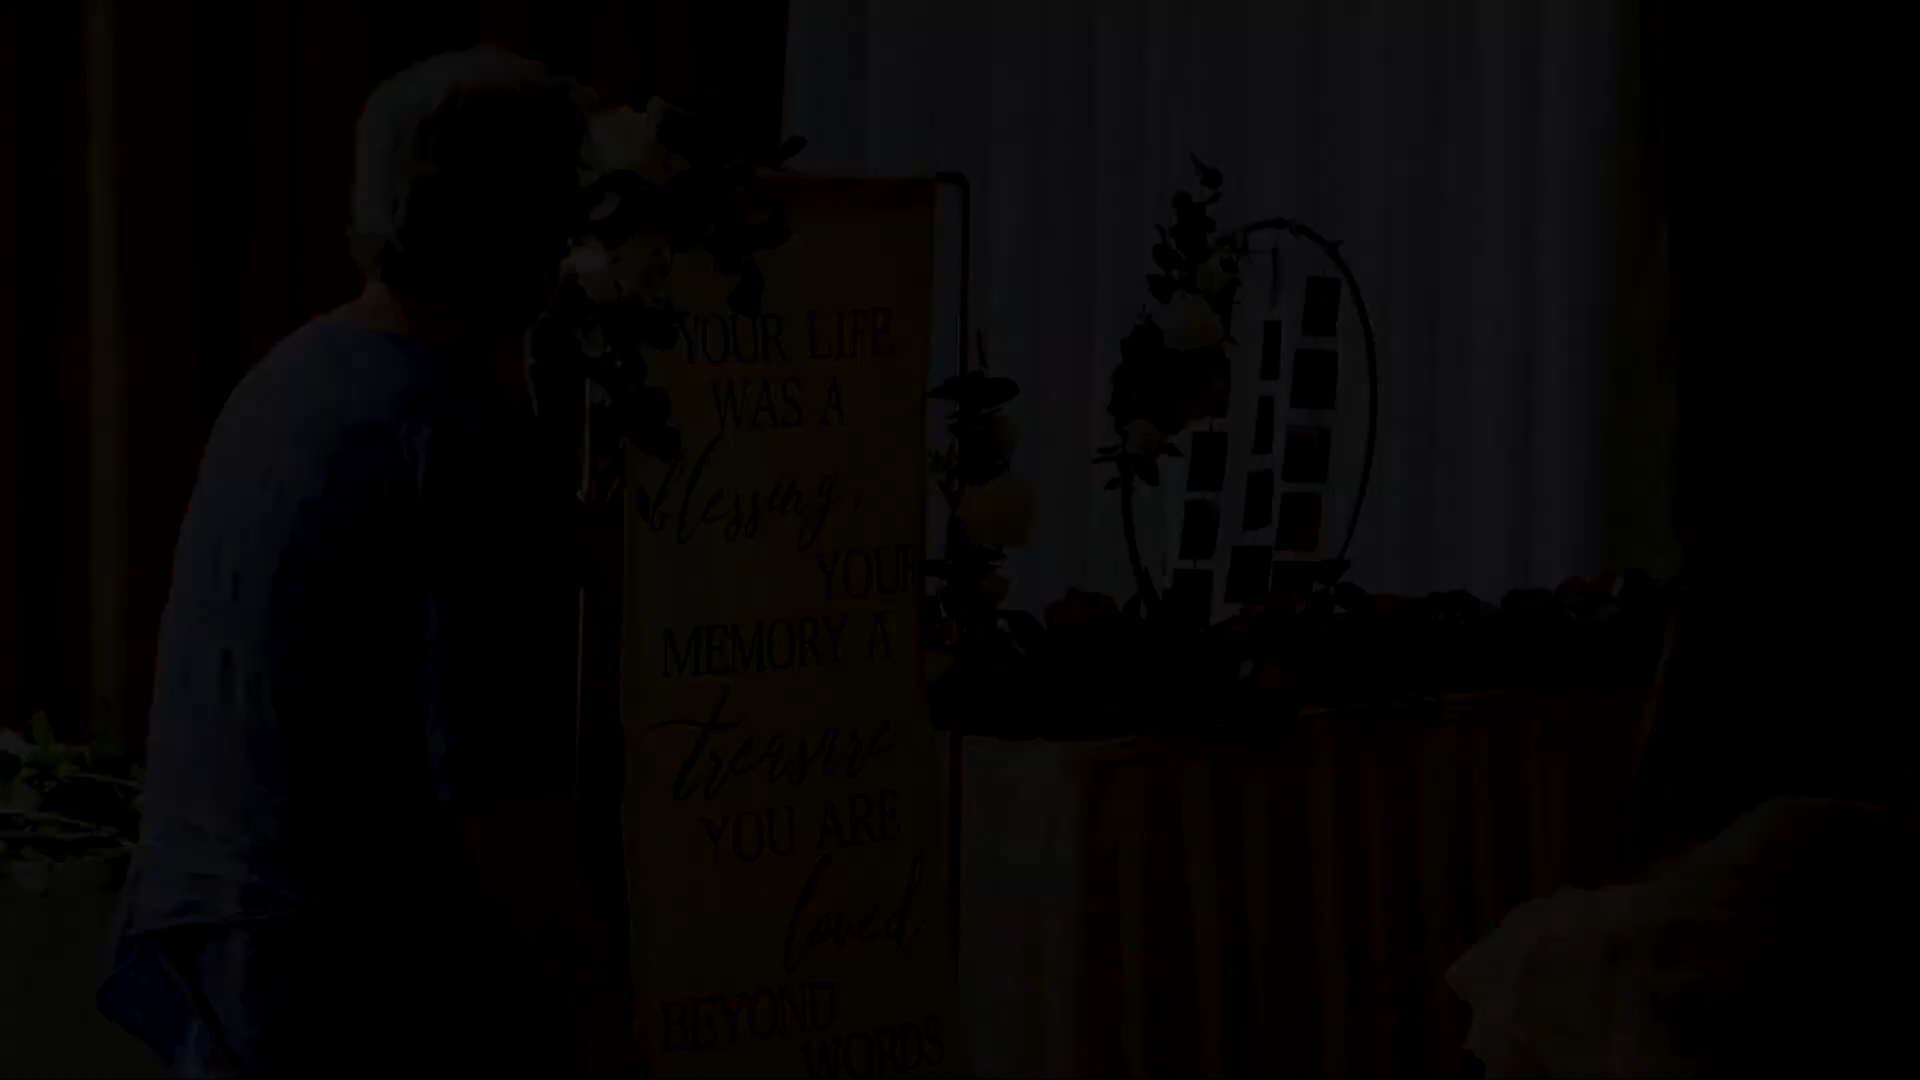 YOUR LIFE
WAS A
blessing,
YOUR
MEMORY A
treasure
YOU ARE
loved
BEYOND
WORDS